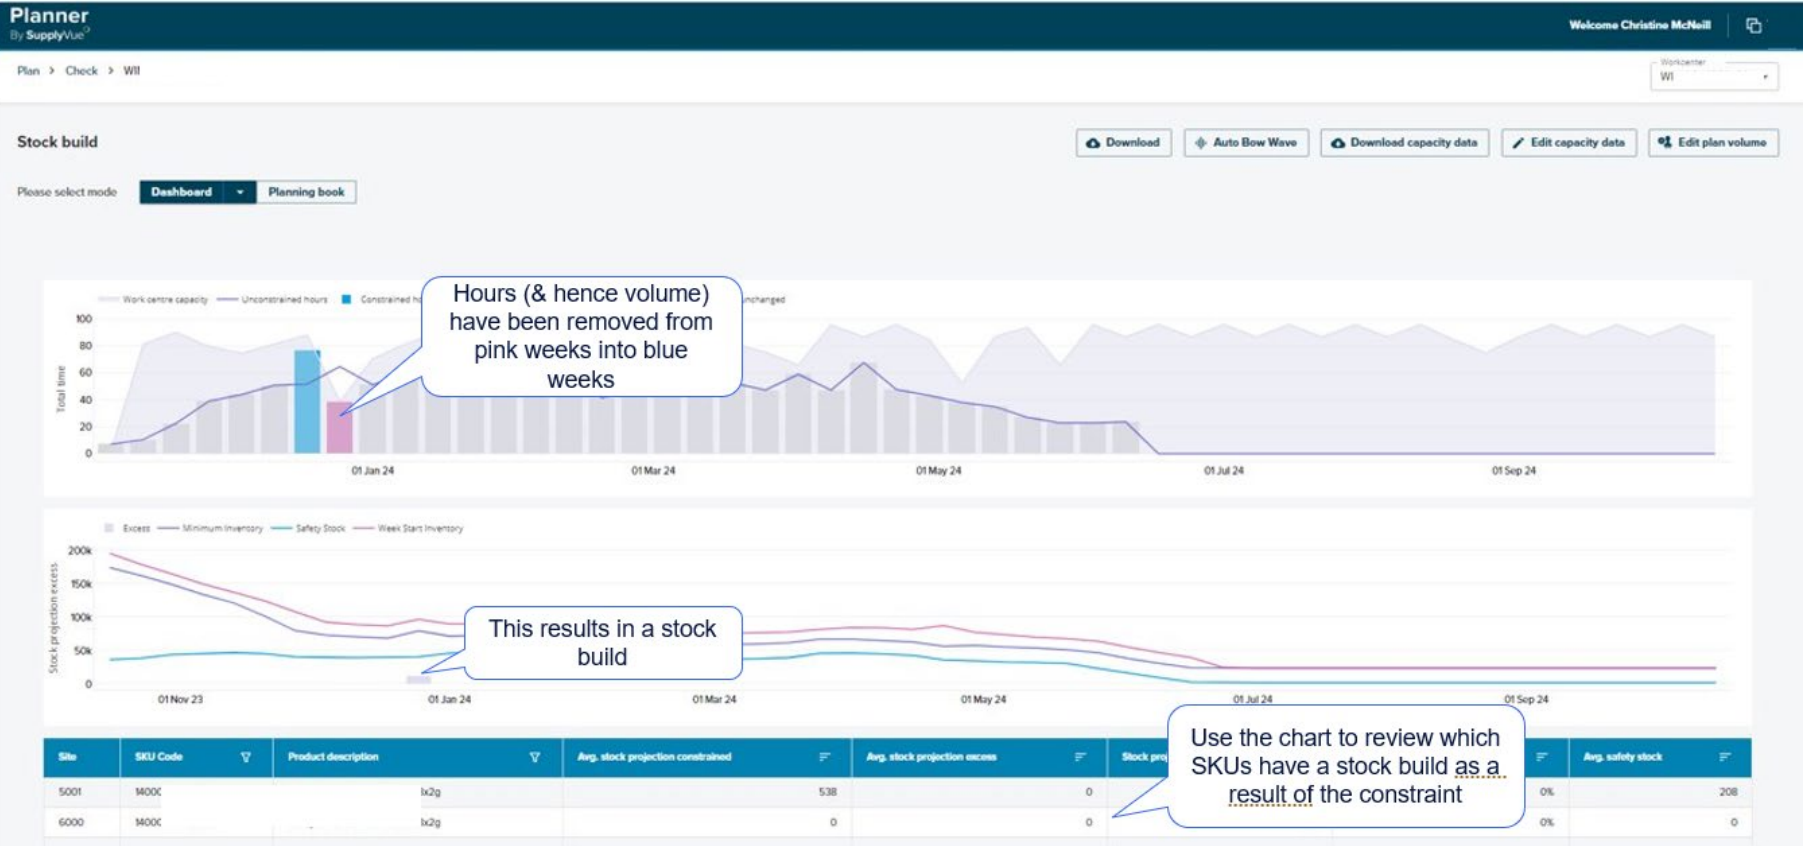 Planner
By SupplyVue
Welcome Christine McNeill
Plan > Check > WII
Workcenter
WI
Stock build
Download
Auto Bow Wave
Download capacity data
Edit capacity data
Edit plan volume
Please select mode
Dashboard
Planning book
Work centre capacity
Unconstrained hours
Constrained
unchanged
Hours (& hence volume)
have been removed from
pink weeks into blue
weeks
Total time
100
80
60
40
20
0
01 Jan 24
01 Mar 24
01 May 24
01 Jul 24
01 Sep 24
Excess
Minimum Inventory
Safety Stock
Week Start Inventory
Stock projection excess
200k
150k
100k
50k
0
This results in a stock
build
01 Nov 23
01 Jan 24
01 Mar 24
01 May 24
01 Jul 24
01 Sep 24
Use the chart to review which
SKUs have a stock build as a
result of the constraint
Site SKU Code Product description Avg. stock projection constrained Avg. stock projection excess Stock Avg. safety stock
5001 1400C lx2g 538 0 0% 208
6000 1400C lx2g 0 0 0% 0